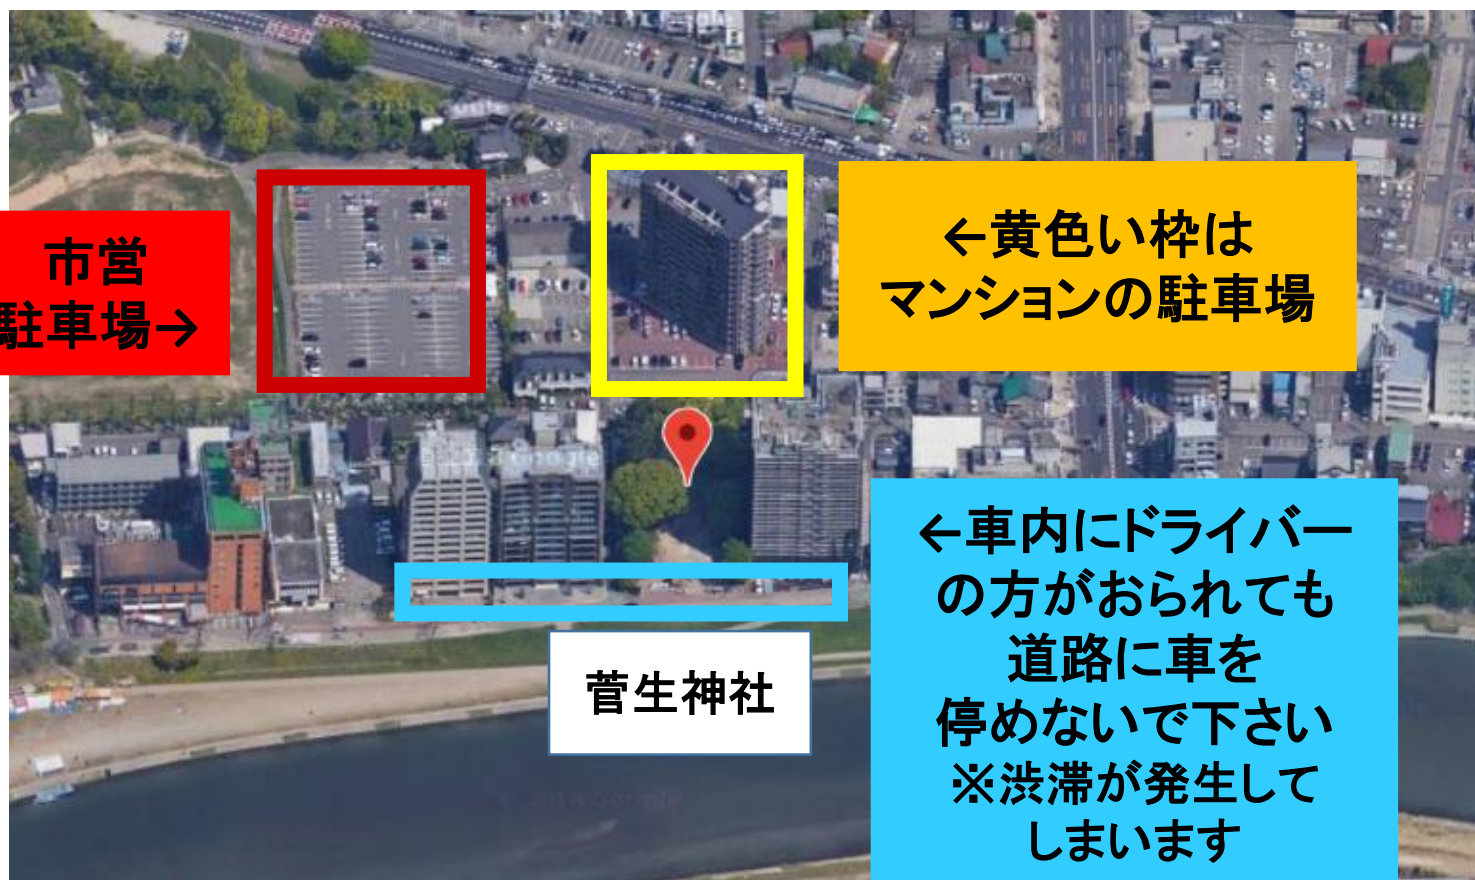 市営
駐車場→
←黄色い枠は
マンションの駐車場
菅生神社
←車内にドライバー
の方がおられても
道路に車を
停めないで下さい
※渋滞が発生して
しまいます